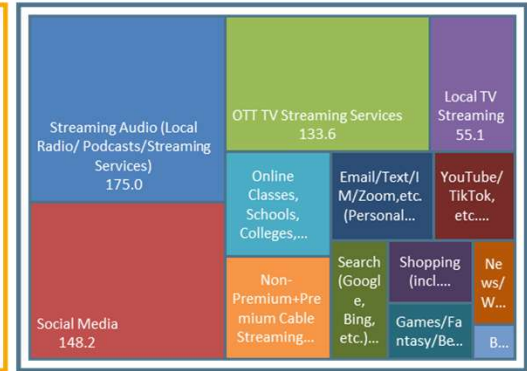 Streaming Audio (Local
Radio/ Podcasts/Streaming
Services)
175.0
Social Media
148.2
OTT TV Streaming Services
133.6
Local TV
Streaming
55.1
Online
Classes,
Schools,
Colleges,...
Email/Text/I
M/Zoom,etc.
(Personal...
YouTube/
TikTok,
etc....
Non-
Premium+Pre
mium Cable
Streaming...
Search
(Googl
e,
Bing,
etc.)...
Shopping
(incl....
Games/Fa
ntasy/Be...
Ne
ws/
W...
B...